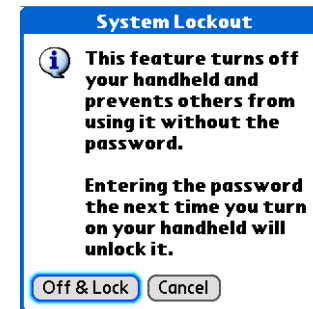 System Lockout
This feature turns off
your handheld and
prevents others from
using it without the
password.
Entering the password
the next time you turn
on your handheld will
unlock it.
Off & Lock Cancel